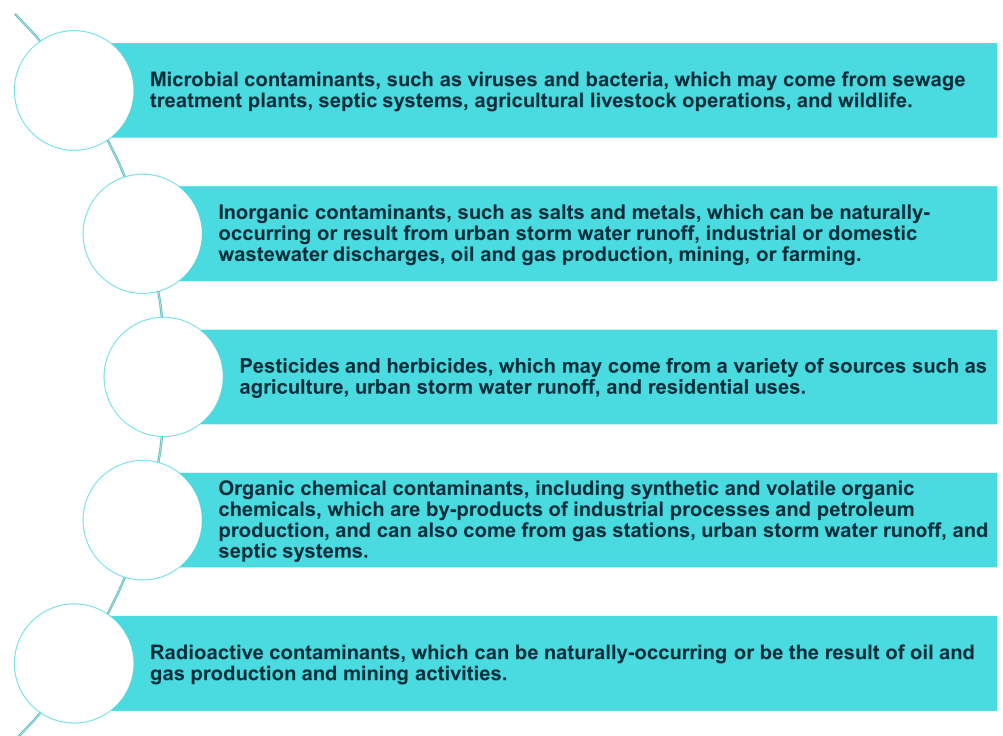 Microbial contaminants, such as viruses and bacteria, which may come from sewage
treatment plants, septic systems, agricultural livestock operations, and wildlife.
Inorganic contaminants, such as salts and metals, which can be naturally-
occurring or result from urban storm water runoff, industrial or domestic
wastewater discharges, oil and gas production, mining, or farming.
Pesticides and herbicides, which may come from a variety of sources such as
agriculture, urban storm water runoff, and residential uses.
Organic chemical contaminants, including synthetic and volatile organic
chemicals, which are by-products of industrial processes and petroleum
production, and can also come from gas stations, urban storm water runoff, and
septic systems.
Radioactive contaminants, which can be naturally-occurring or be the result of oil and
gas production and mining activities.